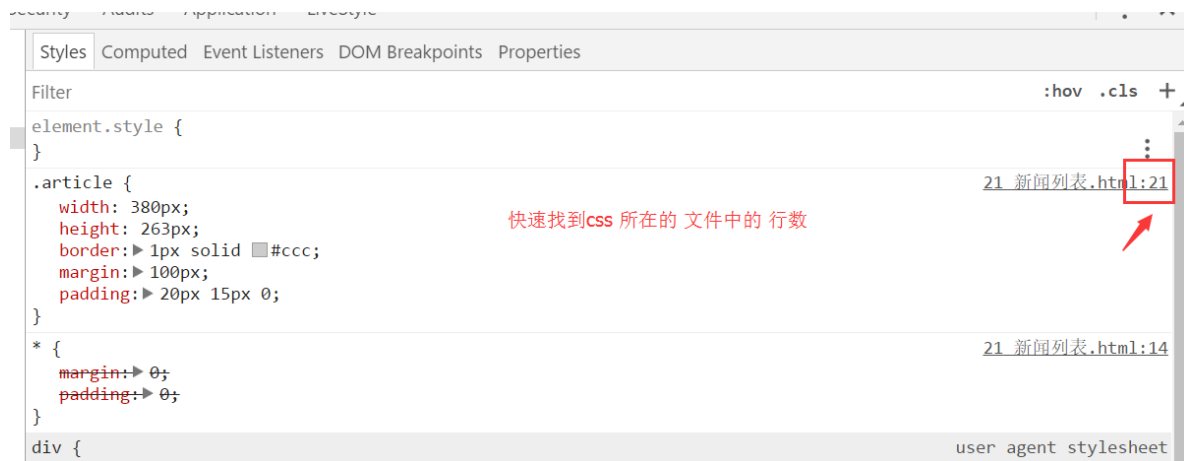 Security Audits Application LiveStyle
Styles Computed Event Listeners DOM Breakpoints Properties
Filter :hov .cls +
element.style {
}
.article { 21 新闻列表.html:21
width: 380px;
height: 263px;
border:▶ 1px solid #ccc;
margin:▶ 100px;
padding:▶ 20px 15px 0;
}
快速找到css 所在的 文件中的 行数
* { 21 新闻列表.html:14
margin:▶ 0;
padding:▶ 0;
}
div { user agent stylesheet